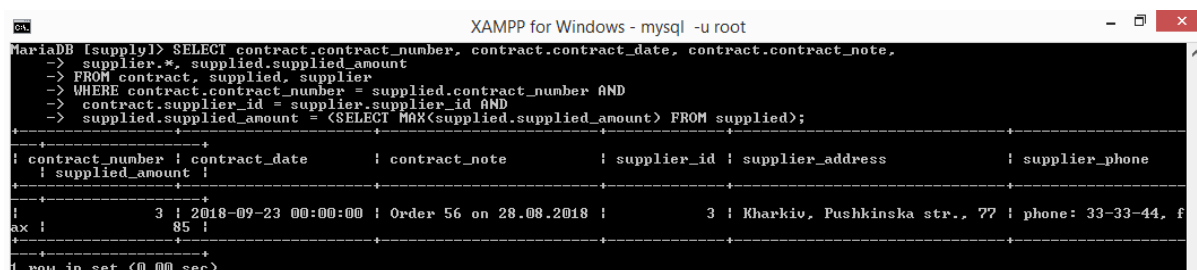 XAMPP for Windows - mysql -u root
MariaDB [supply]> SELECT contract.contract_number, contract.contract_date, contract.contract_note,
-> supplier.*, supplied.supplied_amount
-> FROM contract, supplied, supplier
-> WHERE contract.contract_number = supplied.contract_number AND
-> contract.supplier_id = supplier.supplier_id AND
-> supplied.supplied_amount = (SELECT MAX(supplied.supplied_amount) FROM supplied);
| contract_number | contract_date | contract_note | supplier_id | supplier_address | supplier_phone
| supplied_amount |
| 3 | 2018-09-23 00:00:00 | Order 56 on 28.08.2018 | 3 | Kharkiv, Pushkinska str., 77 | phone: 33-33-44, f
ax | 85 |
1 row in set (0.00 sec)